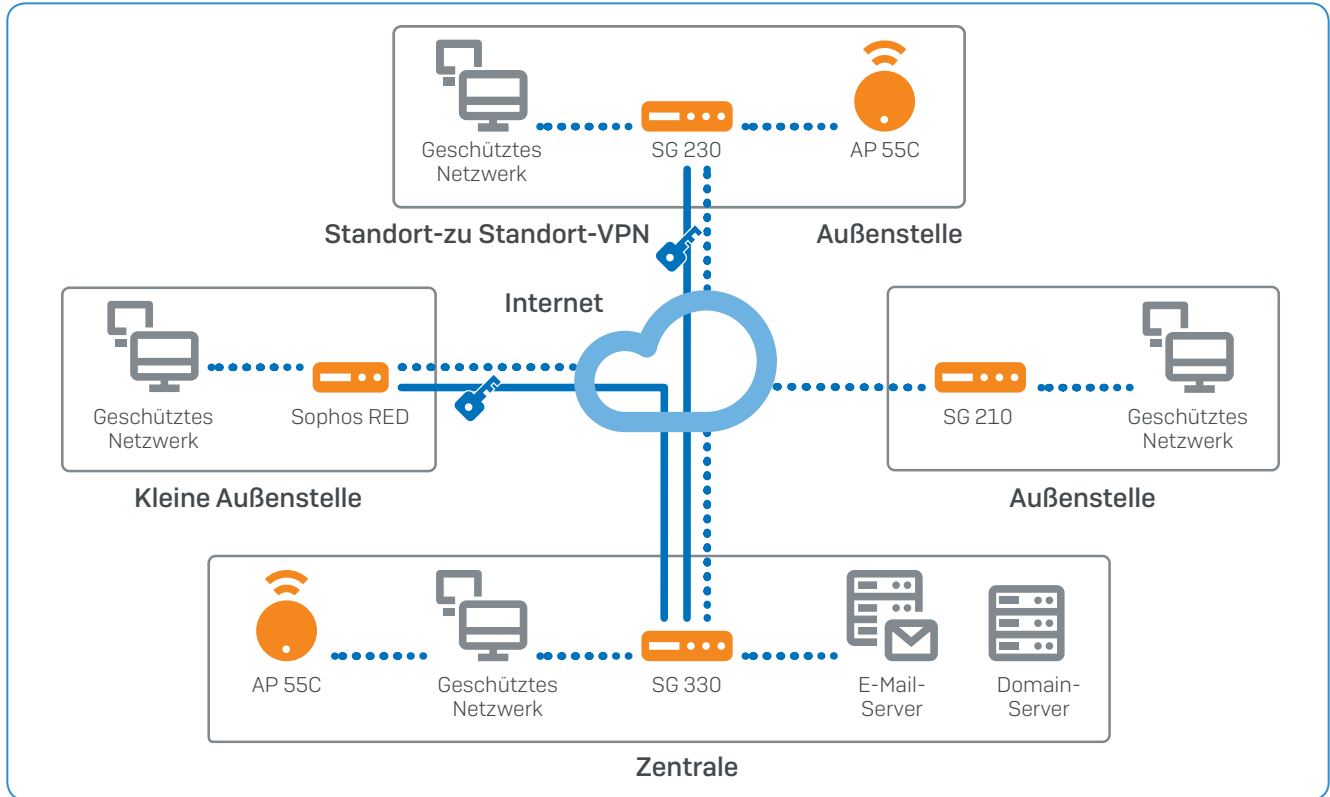 Geschütztes
Netzwerk
SG 230
AP 55C
Standort-zu Standort-VPN
Außenstelle
Internet
Geschütztes
Netzwerk
Sophos RED
Kleine Außenstelle
SG 210
Geschütztes
Netzwerk
Außenstelle
AP 55C
Geschütztes
Netzwerk
SG 330
E-Mail-
Server
Domain-
Server
Zentrale